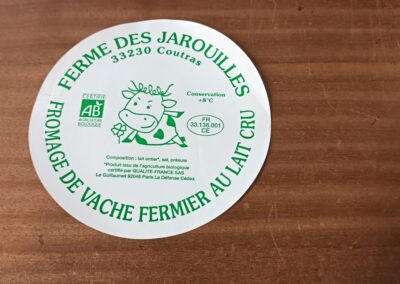 FERME DES JAROUILLES
33230 Coutras
CERTIFIÉ
AB
AGRICULTURE
BIOLOGIQUE
Conservation
+8°C
FR
33.138.001
CE
Composition : lait entier*, sel, présure
*Produit issu de l'agriculture biologique
certifié par QUALITE-FRANCE SAS
Le Guillaumet 92046 Paris La Défense Cédex
FROMAGE DE VACHE FERMIER AU LAIT CRU